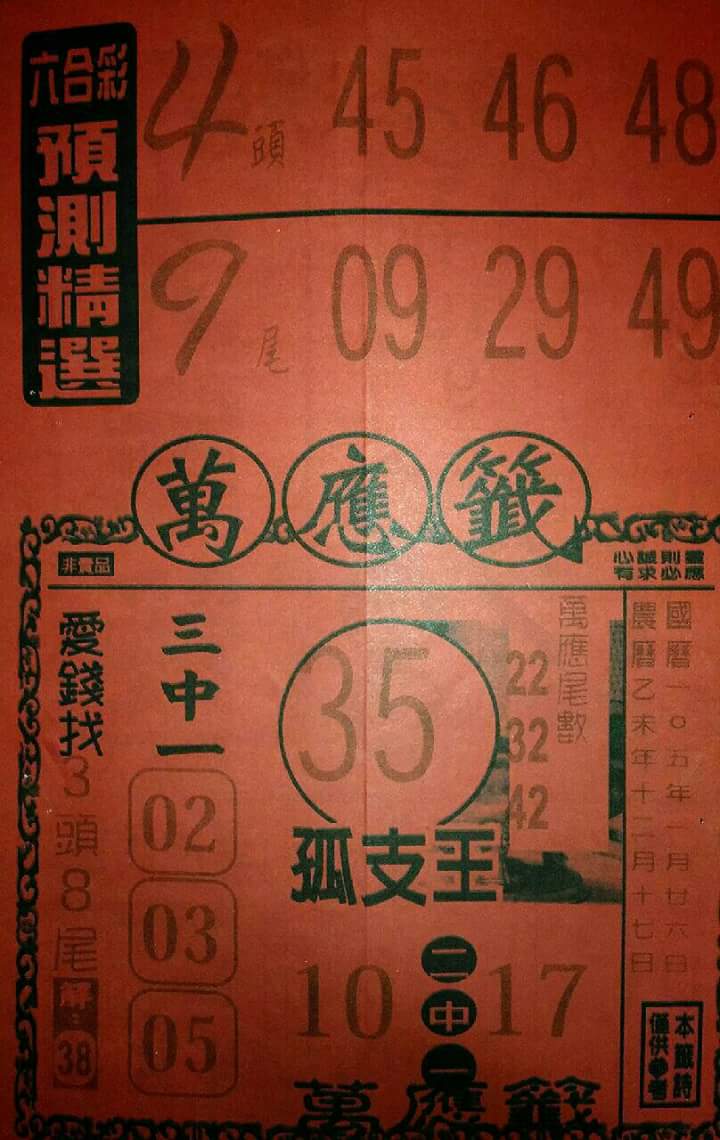 六合彩
預測精選
4頭 45 46 48
9尾 09 29 49
萬應籤
非賣品
心誠則靈
有求必應
國曆一０五年一月廿六日
農曆乙未年十二月十七日
萬應尾數
22
32
42
35
孤支王
三中一
02
03
05
愛錢找
3頭8尾
解:
38
10 二中一 17
本籤詩
僅供參考
萬應籤